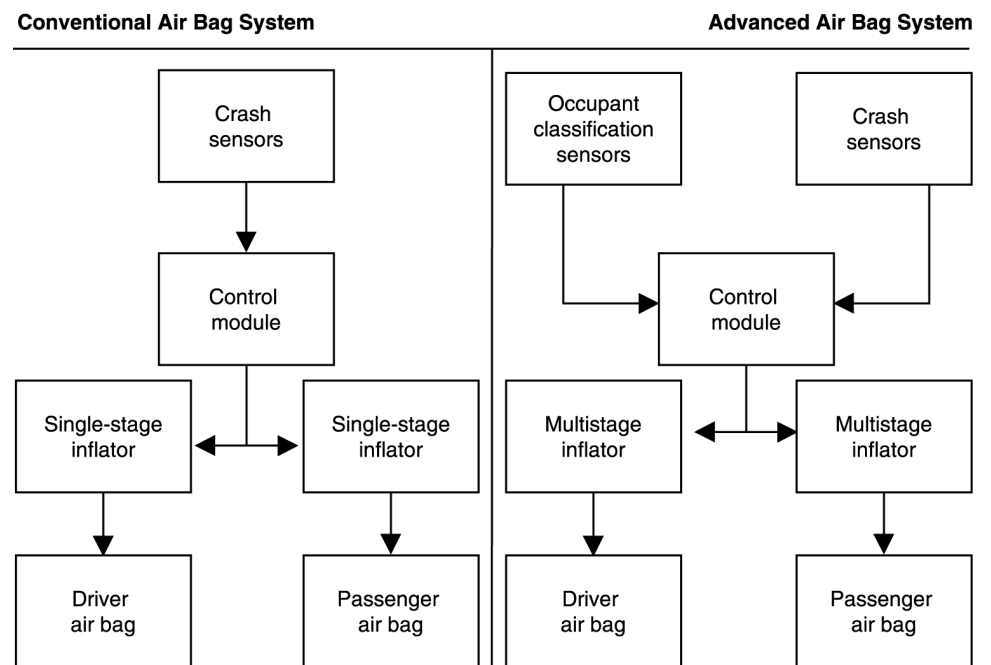 Conventional Air Bag System
Advanced Air Bag System
Crash
sensors
Control
module
Single-stage
inflator
Single-stage
inflator
Driver
air bag
Passenger
air bag
Occupant
classification
sensors
Crash
sensors
Control
module
Multistage
inflator
Multistage
inflator
Driver
air bag
Passenger
air bag